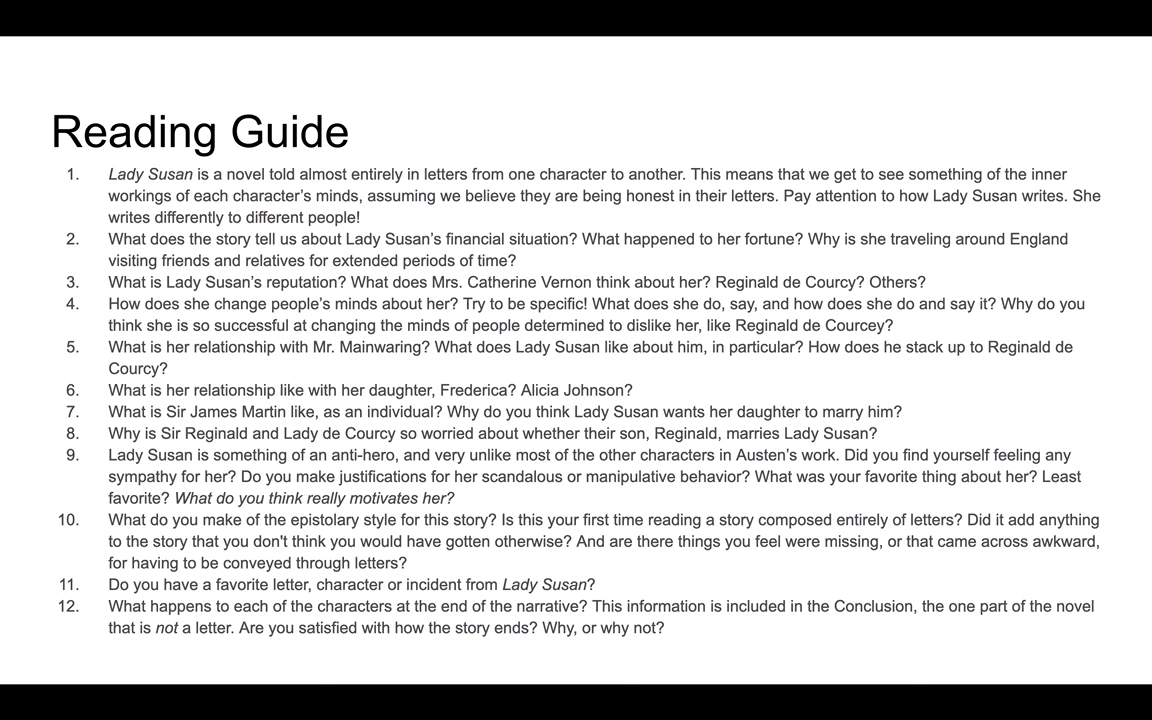 Reading Guide
1. Lady Susan is a novel told almost entirely in letters from one character to another. This means that we get to see something of the inner
workings of each character's minds, assuming we believe they are being honest in their letters. Pay attention to how Lady Susan writes. She
writes differently to different people!
2. What does the story tell us about Lady Susan's financial situation? What happened to her fortune? Why is she traveling around England
visiting friends and relatives for extended periods of time?
3. What is Lady Susan's reputation? What does Mrs. Catherine Vernon think about her? Reginald de Courcy? Others?
4. How does she change people's minds about her? Try to be specific! What does she do, say, and how does she do and say it? Why do you
think she is so successful at changing the minds of people determined to dislike her, like Reginald de Courcey?
5. What is her relationship with Mr. Mainwaring? What does Lady Susan like about him, in particular? How does he stack up to Reginald de
Courcy?
6. What is her relationship like with her daughter, Frederica? Alicia Johnson?
7. What is Sir James Martin like, as an individual? Why do you think Lady Susan wants her daughter to marry him?
8. Why is Sir Reginald and Lady de Courcy so worried about whether their son, Reginald, marries Lady Susan?
9. Lady Susan is something of an anti-hero, and very unlike most of the other characters in Austen's work. Did you find yourself feeling any
sympathy for her? Do you make justifications for her scandalous or manipulative behavior? What was your favorite thing about her? Least
favorite? What do you think really motivates her?
10. What do you make of the epistolary style for this story? Is this your first time reading a story composed entirely of letters? Did it add anything
to the story that you don't think you would have gotten otherwise? And are there things you feel were missing, or that came across awkward,
for having to be conveyed through letters?
11. Do you have a favorite letter, character or incident from Lady Susan?
12. What happens to each of the characters at the end of the narrative? This information is included in the Conclusion, the one part of the novel
that is not a letter. Are you satisfied with how the story ends? Why, or why not?